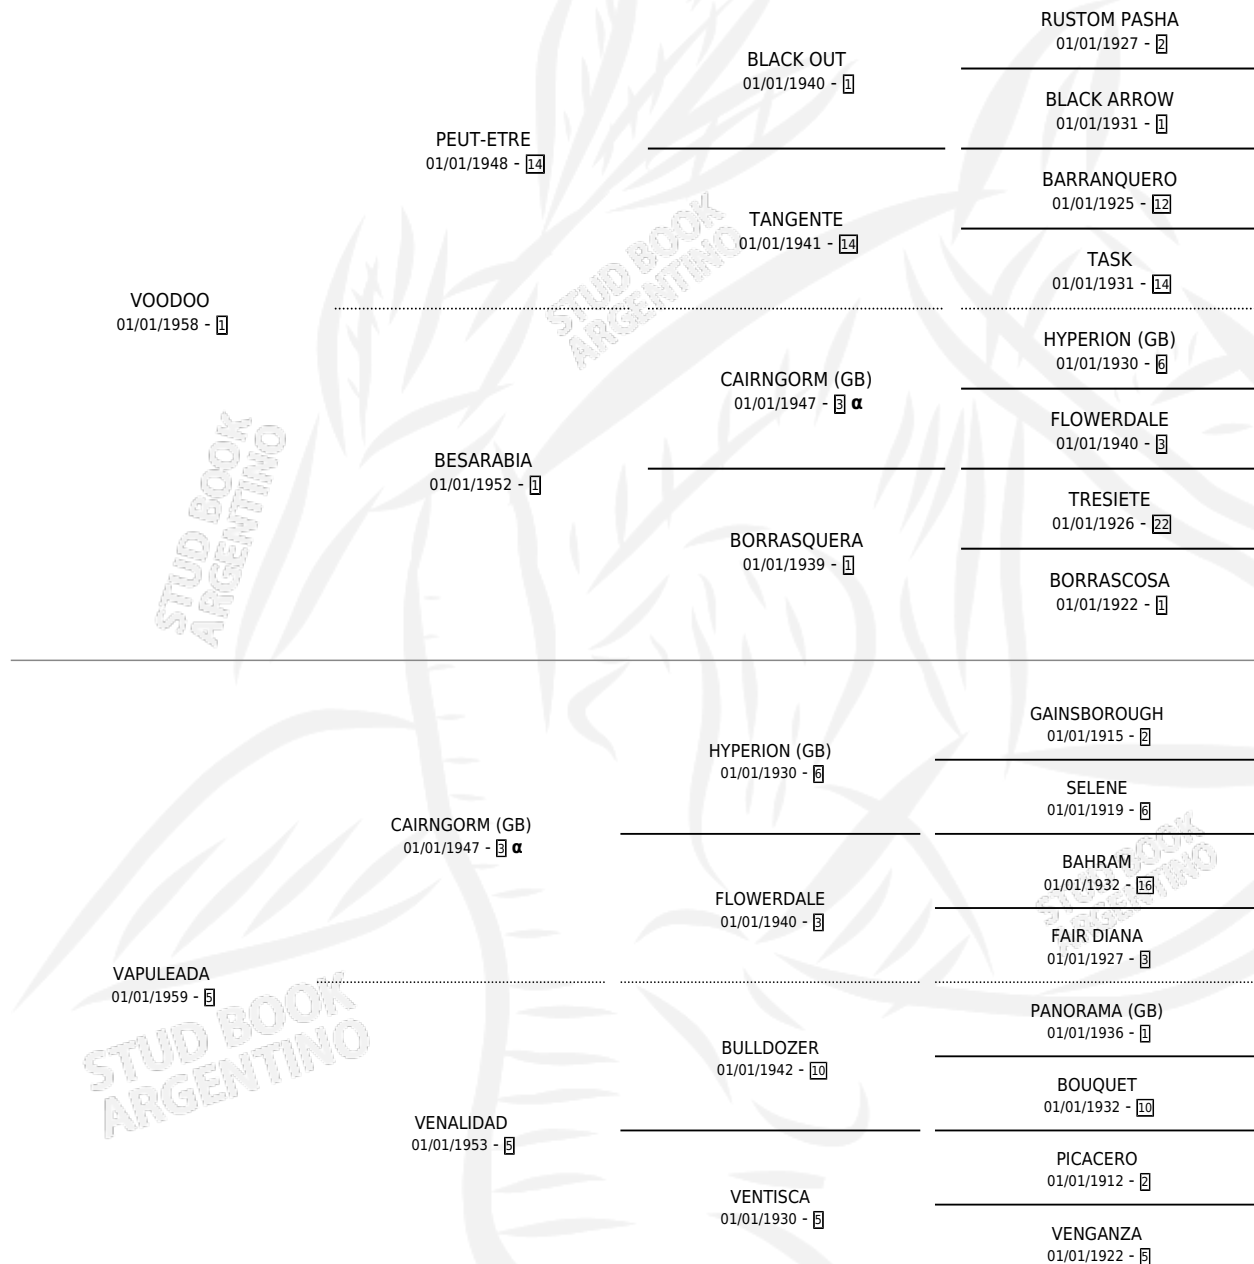 RUSTOM PASHA
01/01/1927 - 2
BLACK OUT
01/01/1940 - 1
BLACK ARROW
01/01/1931 - 1
PEUT-ETRE
01/01/1948 - 14
BARRANQUERO
01/01/1925 - 12
TANGENTE
01/01/1941 - 14
TASK
01/01/1931 - 14
VOODOO
01/01/1958 - 1
HYPERION (GB)
01/01/1930 - 6
CAIRNGORM (GB)
01/01/1947 - 3 α
FLOWERDALE
01/01/1940 - 3
BESARABIA
01/01/1952 - 1
TRESIETE
01/01/1926 - 22
BORRASQUERA
01/01/1939 - 1
BORRASCOSA
01/01/1922 - 1
GAINSBOROUGH
01/01/1915 - 2
HYPERION (GB)
01/01/1930 - 6
SELENE
01/01/1919 - 6
CAIRNGORM (GB)
01/01/1947 - 3 α
BAHRAM
01/01/1932 - 16
FLOWERDALE
01/01/1940 - 3
FAIR DIANA
01/01/1927 - 3
VAPULEADA
01/01/1959 - 5
PANORAMA (GB)
01/01/1936 - 1
BULLDOZER
01/01/1942 - 10
BOUQUET
01/01/1932 - 10
VENALIDAD
01/01/1953 - 5
PICACERO
01/01/1912 - 2
VENTISCA
01/01/1930 - 5
VENGANZA
01/01/1922 - 5
STUD BOOK
ARGENTINO
STUD BOOK
ARGENTINO
STUD BOOK
ARGENTINO
STUD BOOK
ARGENTINO